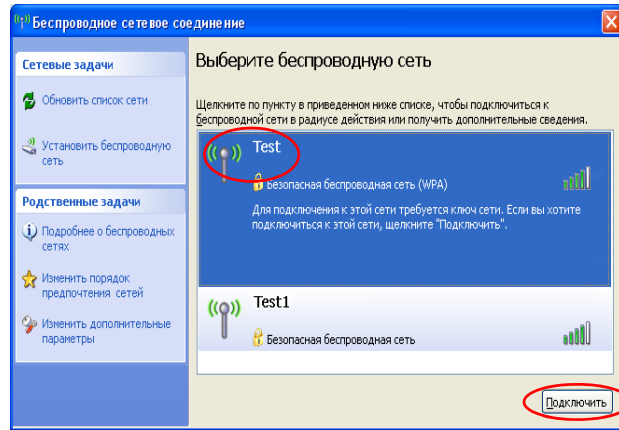 Беспроводное сетевое соединение
Сетевые задачи
Обновить список сети
Установить беспроводную
сеть
Родственные задачи
Подробнее о беспроводных
сетях
Изменить порядок
предпочтения сетей
Изменить дополнительные
параметры
Выберите беспроводную сеть
Щелкните по пункту в приведенном ниже списке, чтобы подключиться к
беспроводной сети в радиусе действия или получить дополнительные сведения.
Test
Безопасная беспроводная сеть (WPA)
Для подключения к этой сети требуется ключ сети. Если вы хотите
подключиться к этой сети, щелкните "Подключить".
Test1
Безопасная беспроводная сеть
Подключить